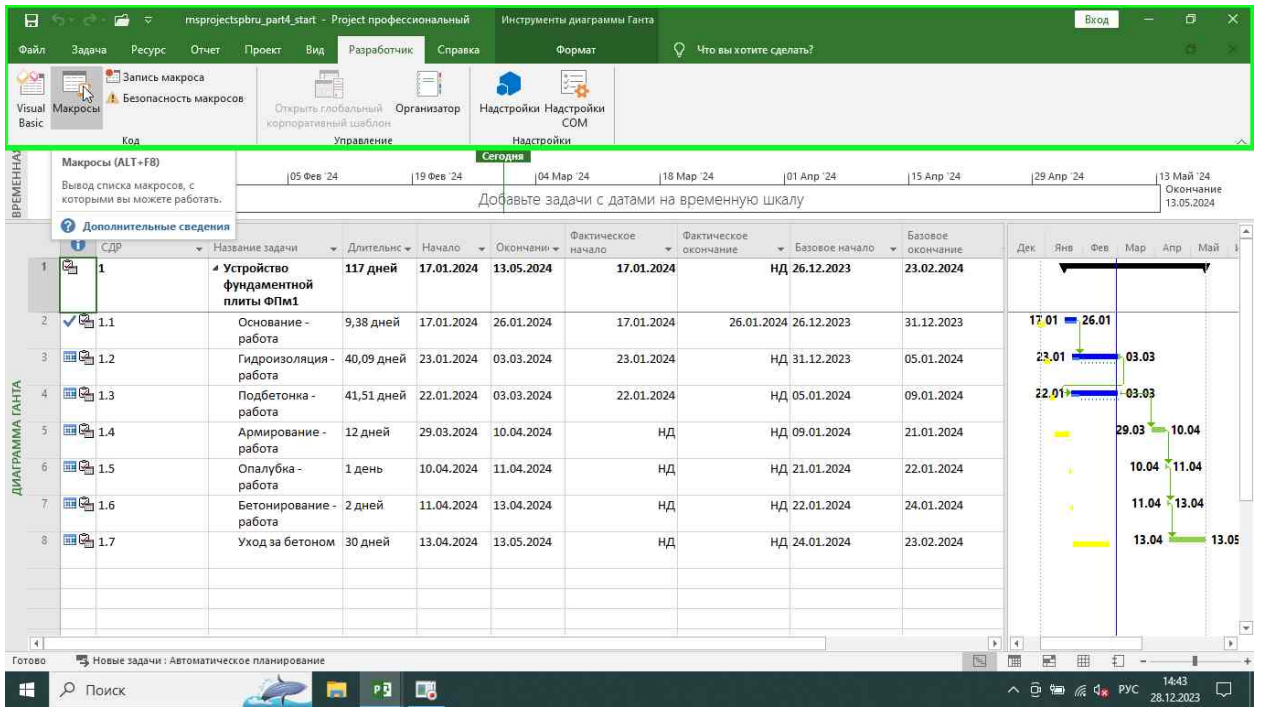 msprojectspbru_part4_start - Project профессиональный
Инструменты диаграммы Ганта
Вход
Файл Задача Ресурс Отчет Проект Вид Разработчик Справка Формат Что вы хотите сделать?
Visual Basic
Макросы
Запись макроса
Безопасность макросов
Код
Открыть глобальный корпоративный шаблон
Организатор
Управление
Надстройки
Надстройки COM
Надстройки
Макросы (ALT+F8)
Вывод списка макросов, с
которыми вы можете работать.
Дополнительные сведения
Сегодня
05 Фев '24 19 Фев '24 04 Мар '24 18 Мар '24 01 Апр '24 15 Апр '24 29 Апр '24 13 Май '24
Добавьте задачи с датами на временную шкалу
Окончание
13.05.2024
СДР Название задачи Длительнс Начало Окончани Фактическое начало Фактическое окончание Базовое начало Базовое окончание Дек Янв Фев Мар Апр Май
1 1 Устройство фундаментной плиты ФПм1 117 дней 17.01.2024 13.05.2024 17.01.2024 НД 26.12.2023 23.02.2024
2 1.1 Основание - работа 9,38 дней 17.01.2024 26.01.2024 17.01.2024 26.01.2024 26.12.2023 31.12.2023 17.01 26.01
3 1.2 Гидроизоляция - работа 40,09 дней 23.01.2024 03.03.2024 23.01.2024 НД 31.12.2023 05.01.2024 23.01 03.03
4 1.3 Подбетонка - работа 41,51 дней 22.01.2024 03.03.2024 22.01.2024 НД 05.01.2024 09.01.2024 22.01 03.03
5 1.4 Армирование - работа 12 дней 29.03.2024 10.04.2024 НД НД 09.01.2024 21.01.2024 29.03 10.04
6 1.5 Опалубка - работа 1 день 10.04.2024 11.04.2024 НД НД 21.01.2024 22.01.2024 10.04 11.04
7 1.6 Бетонирование - работа 2 дней 11.04.2024 13.04.2024 НД НД 22.01.2024 24.01.2024 11.04 13.04
8 1.7 Уход за бетоном 30 дней 13.04.2024 13.05.2024 НД НД 24.01.2024 23.02.2024 13.04 13.05
ДИАГРАММА ГАНТА
Готово Новые задачи : Автоматическое планирование
Поиск
РУС
14:43
28.12.2023